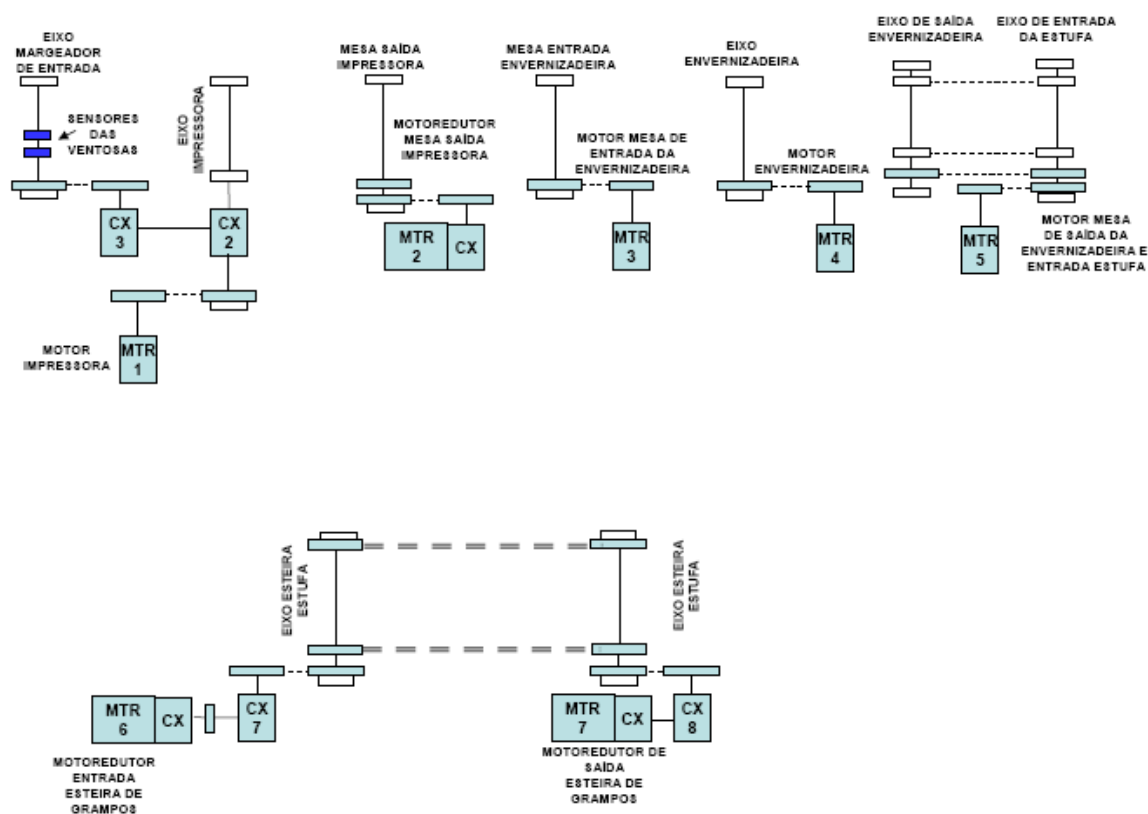 EIXO
MARGEADOR
DE ENTRADA
SENSORES
DAS
VENTOSAS
EIXO
IMPRESSORA
CX
3
CX
2
MOTOR
IMPRESSORA
MTR
1
MESA SAÍDA
IMPRESSORA
MOTOREDUTOR
MESA SAÍDA
IMPRESSORA
MTR
2
CX
MESA ENTRADA
ENVERNIZADEIRA
MOTOR MESA DE
ENTRADA DA
ENVERNIZADEIRA
MTR
3
EIXO
ENVERNIZADEIRA
MOTOR
ENVERNIZADEIRA
MTR
4
EIXO DE SAÍDA
ENVERNIZADEIRA
EIXO DE ENTRADA
DA ESTUFA
MTR
5
MOTOR MESA
DE SAÍDA DA
ENVERNIZADEIRA E
ENTRADA ESTUFA
EIXO ESTEIRA
ESTUFA
EIXO ESTEIRA
ESTUFA
MTR
6
CX
CX
7
MOTOREDUTOR
ENTRADA
ESTEIRA DE
GRAMPOS
MTR
7
CX
CX
8
MOTOREDUTOR DE
SAÍDA
ESTEIRA DE
GRAMPOS